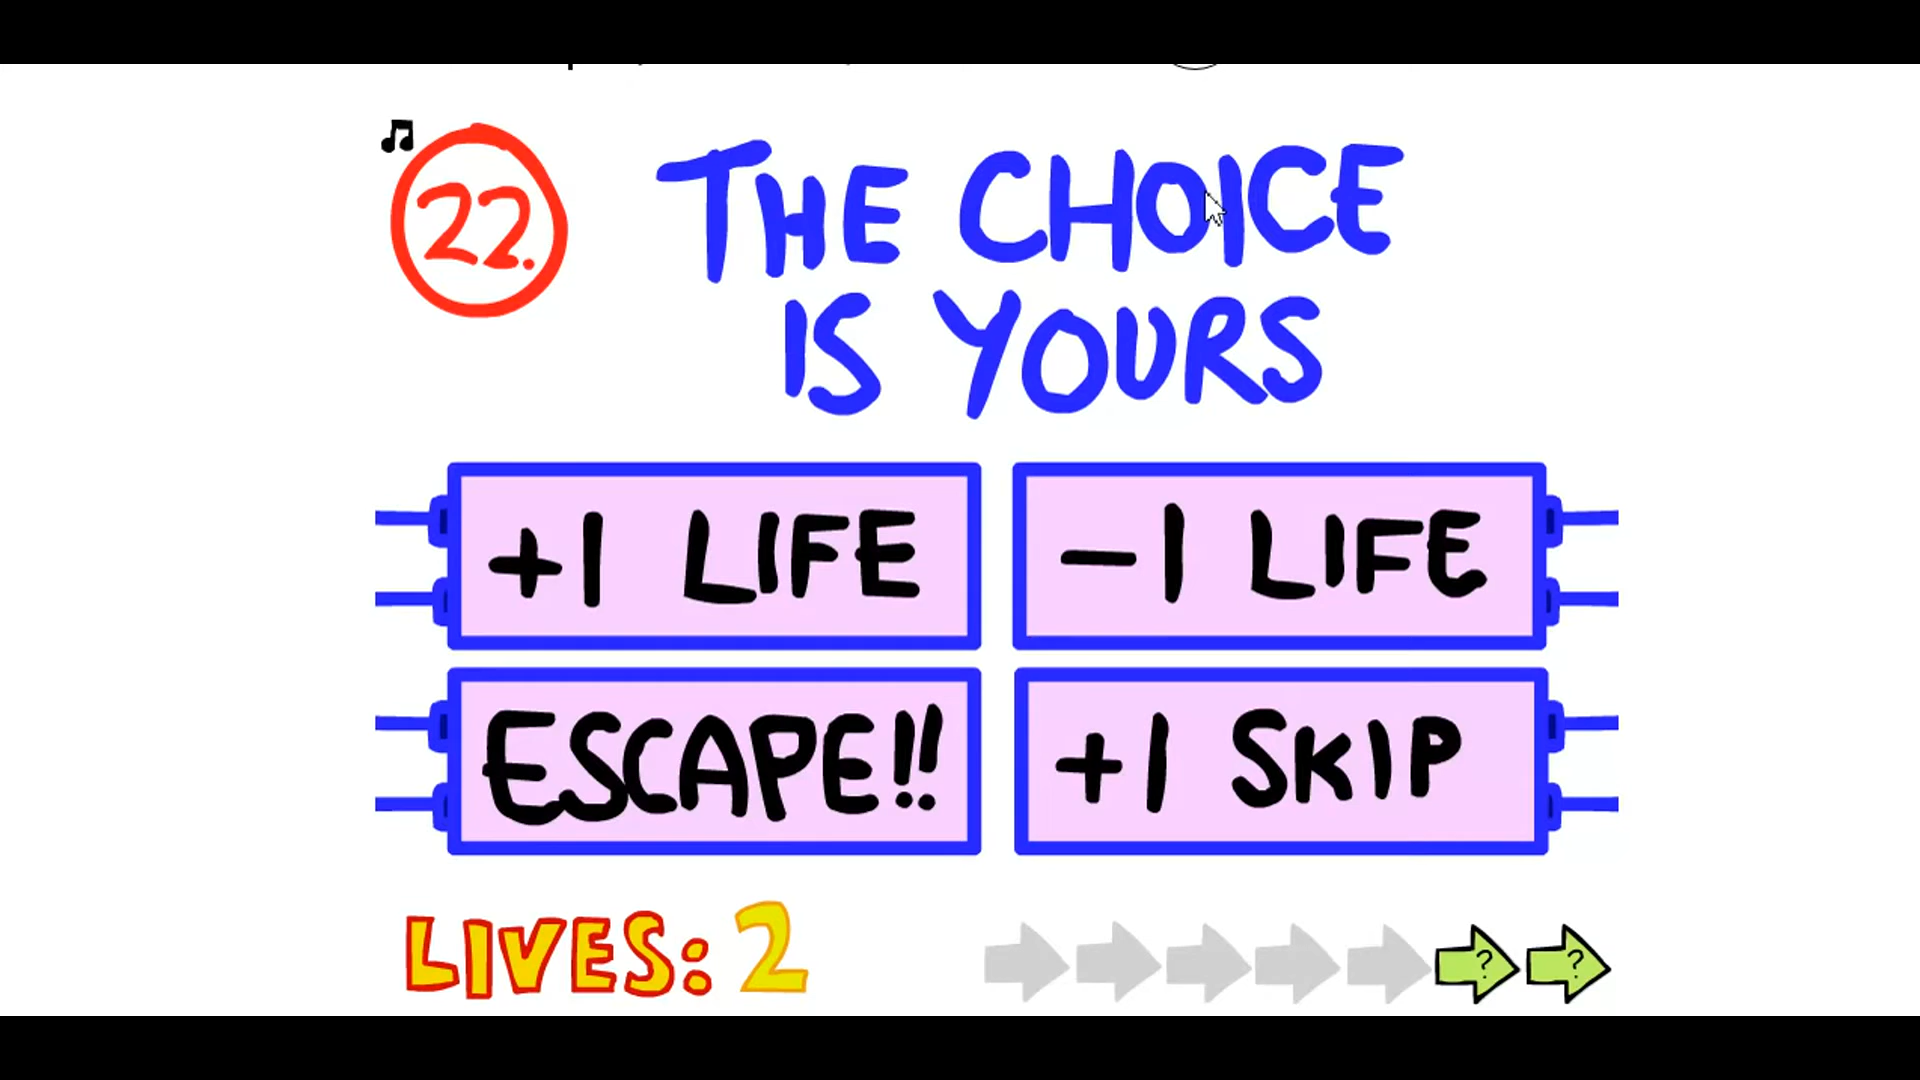 22.
THE CHOICE
IS YOURS
+1 LIFE
-1 LIFE
ESCAPE!!
+1 SKIP
LIVES: 2
? ?